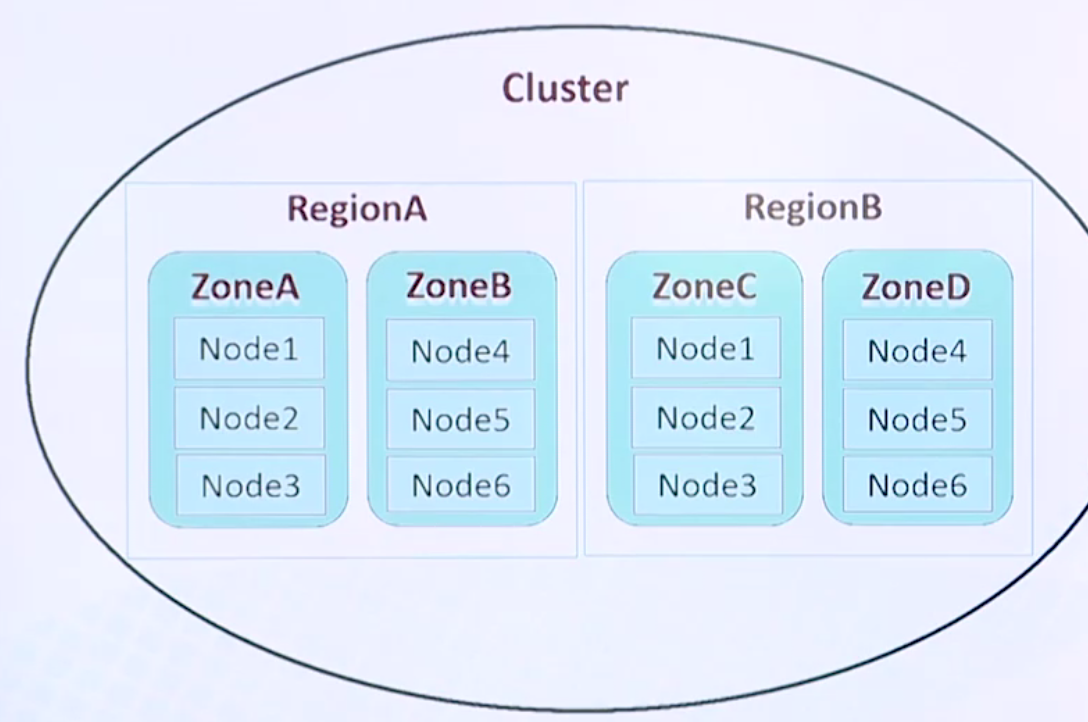 Cluster
RegionA
ZoneA
Node1
Node2
Node3
ZoneB
Node4
Node5
Node6
RegionB
ZoneC
Node1
Node2
Node3
ZoneD
Node4
Node5
Node6